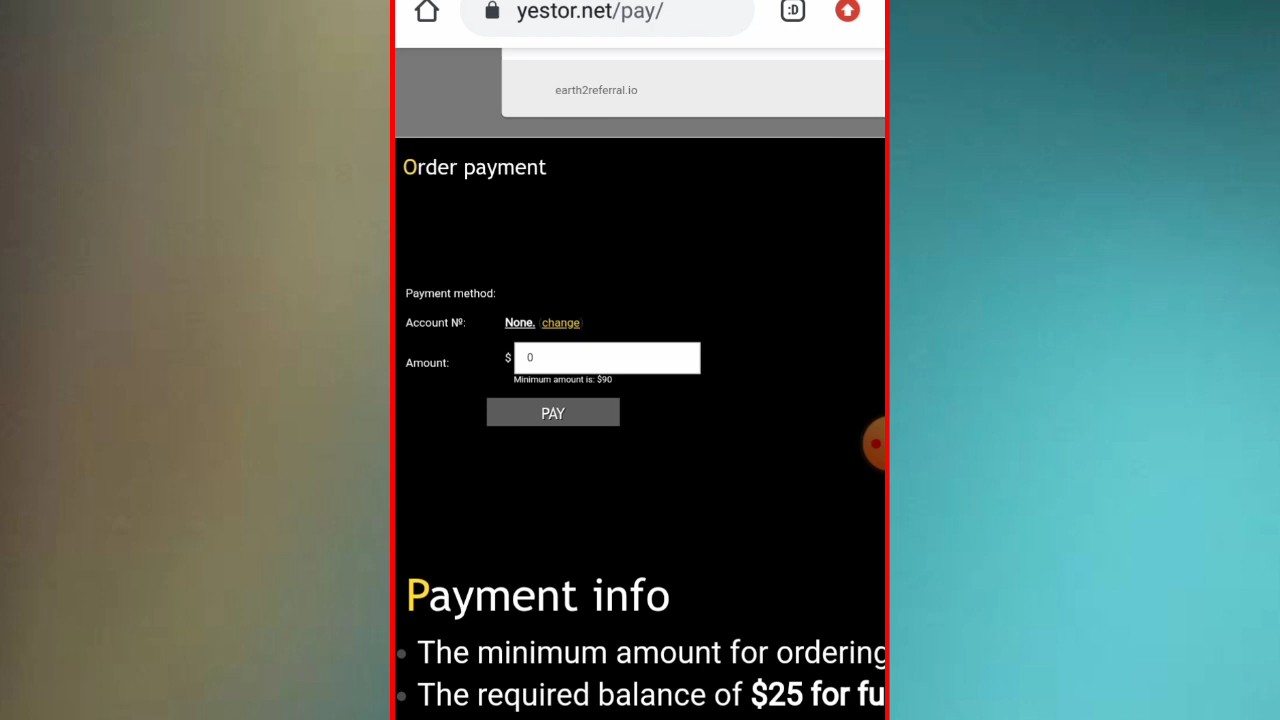 yestor.net/pay/
:D
earth2referral.io
Order payment
Payment method:
Account Nº: None. (change)
Amount: $ 0
Minimum amount is: $90
PAY
Payment info
The minimum amount for ordering
The required balance of $25 for fu